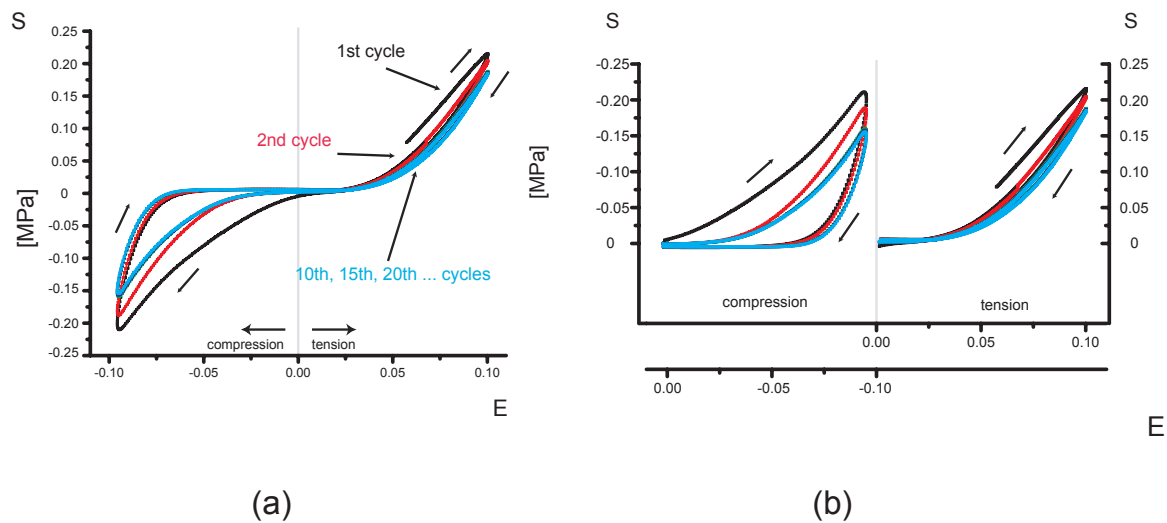 S
0.25
0.20
0.15
0.10
0.05
0
-0.05
-0.10
-0.15
-0.20
-0.25
[MPa]
1st cycle
2nd cycle
10th, 15th, 20th ... cycles
compression
tension
-0.10
-0.05
0.00
0.05
0.10
E
(a)
S
S
-0.25
-0.20
-0.15
-0.10
-0.05
0
[MPa]
0.25
0.20
0.15
0.10
0.05
0
[MPa]
compression
tension
0.00
0.05
0.10
0.00
-0.05
-0.10
E
(b)